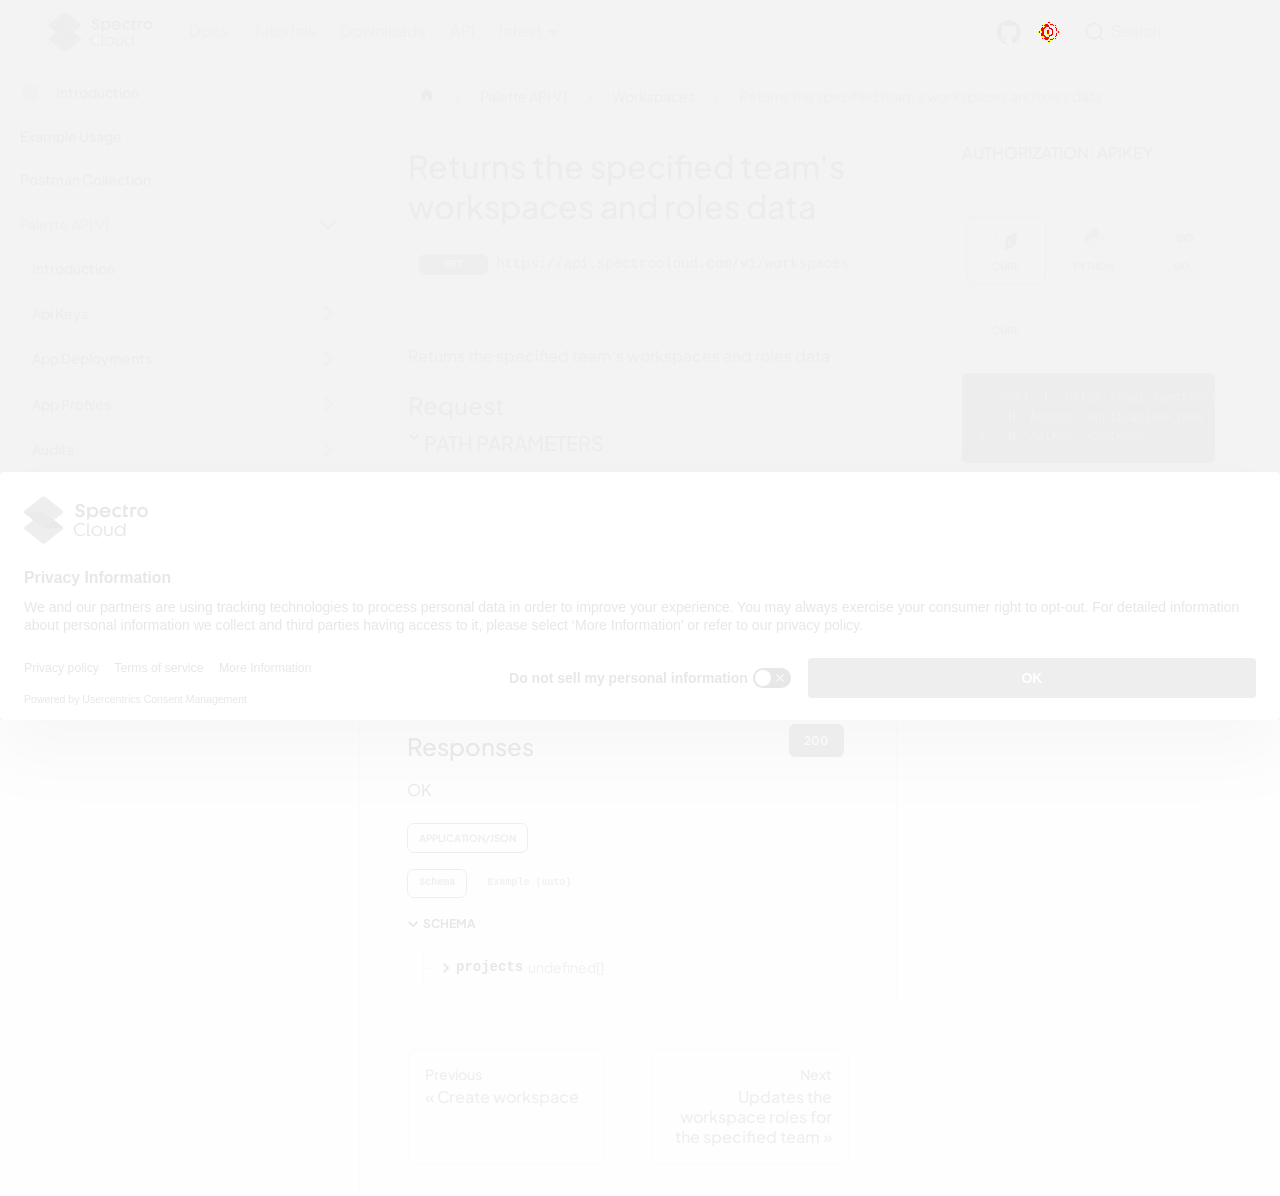 Spectro
Cloud
Docs
Tutorials
Downloads
API
latest
Search
Introduction
Example Usage
Postman Collection
Palette API V1
Introduction
Api Keys
App Deployments
App Profiles
Audits
Palette API V1
Workspaces
Returns the specified team's workspaces and roles data
Returns the specified team's
workspaces and roles data
GET
https://api.spectrocloud.com/v1/workspaces
Returns the specified team's workspaces and roles data
Request
PATH PARAMETERS
AUTHORIZATION: APIKEY
CURL
PYTHON
GO
GO
CURL
Spectro
Cloud
Privacy Information
We and our partners are using tracking technologies to process personal data in order to improve your experience. You may always exercise your consumer right to opt-out. For detailed information
about personal information we collect and third parties having access to it, please select 'More Information' or refer to our privacy policy.
Privacy policy
Terms of service
More Information
Powered by Usercentrics Consent Management
Do not sell my personal information
OK
Responses
200
OK
APPLICATION/JSON
Schema
Example (auto)
SCHEMA
projects undefined[]
Previous
« Create workspace
Next
Updates the
workspace roles for
the specified team »